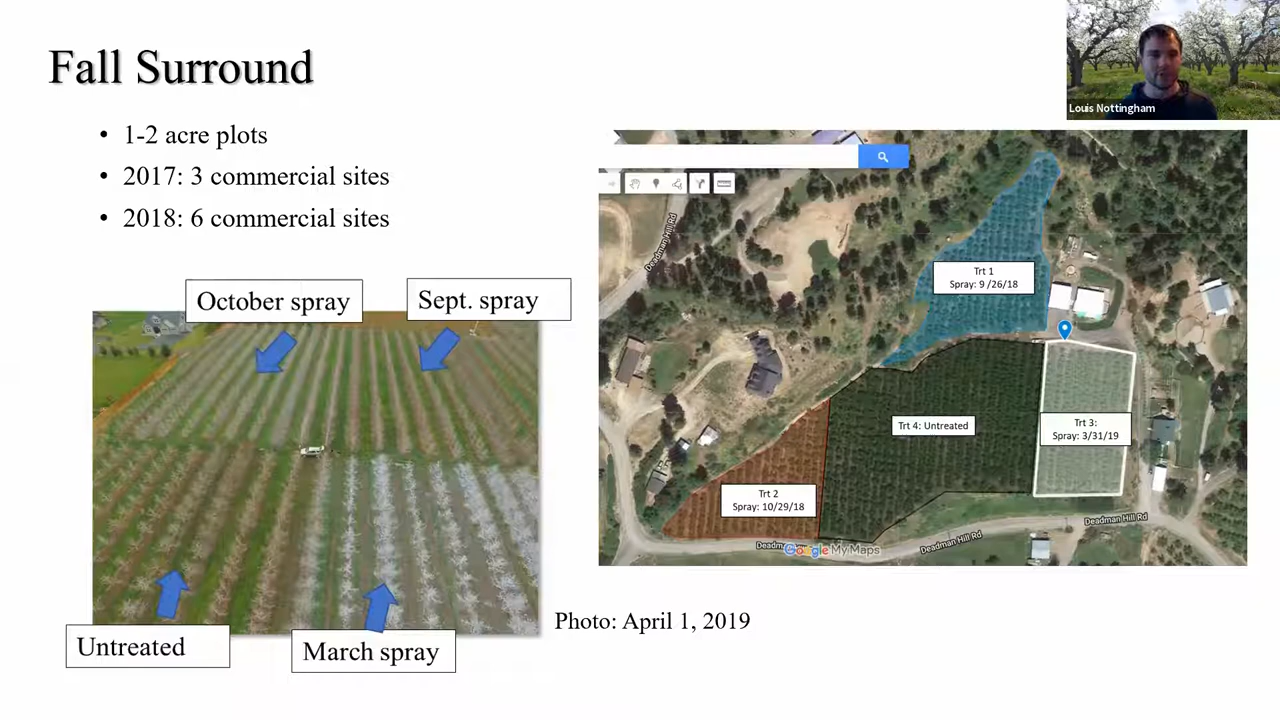 Fall Surround
Louis Nottingham
• 1-2 acre plots
• 2017: 3 commercial sites
• 2018: 6 commercial sites
October spray
Sept. spray
Untreated
March spray
Deadman Hill Rd
Trt 1
Spray: 9 /26/18
Trt 4: Untreated
Trt 3:
Spray: 3/31/19
Trt 2
Spray: 10/29/18
Deadman Hill Rd
Deadman Hill Rd
Google My Maps
Photo: April 1, 2019